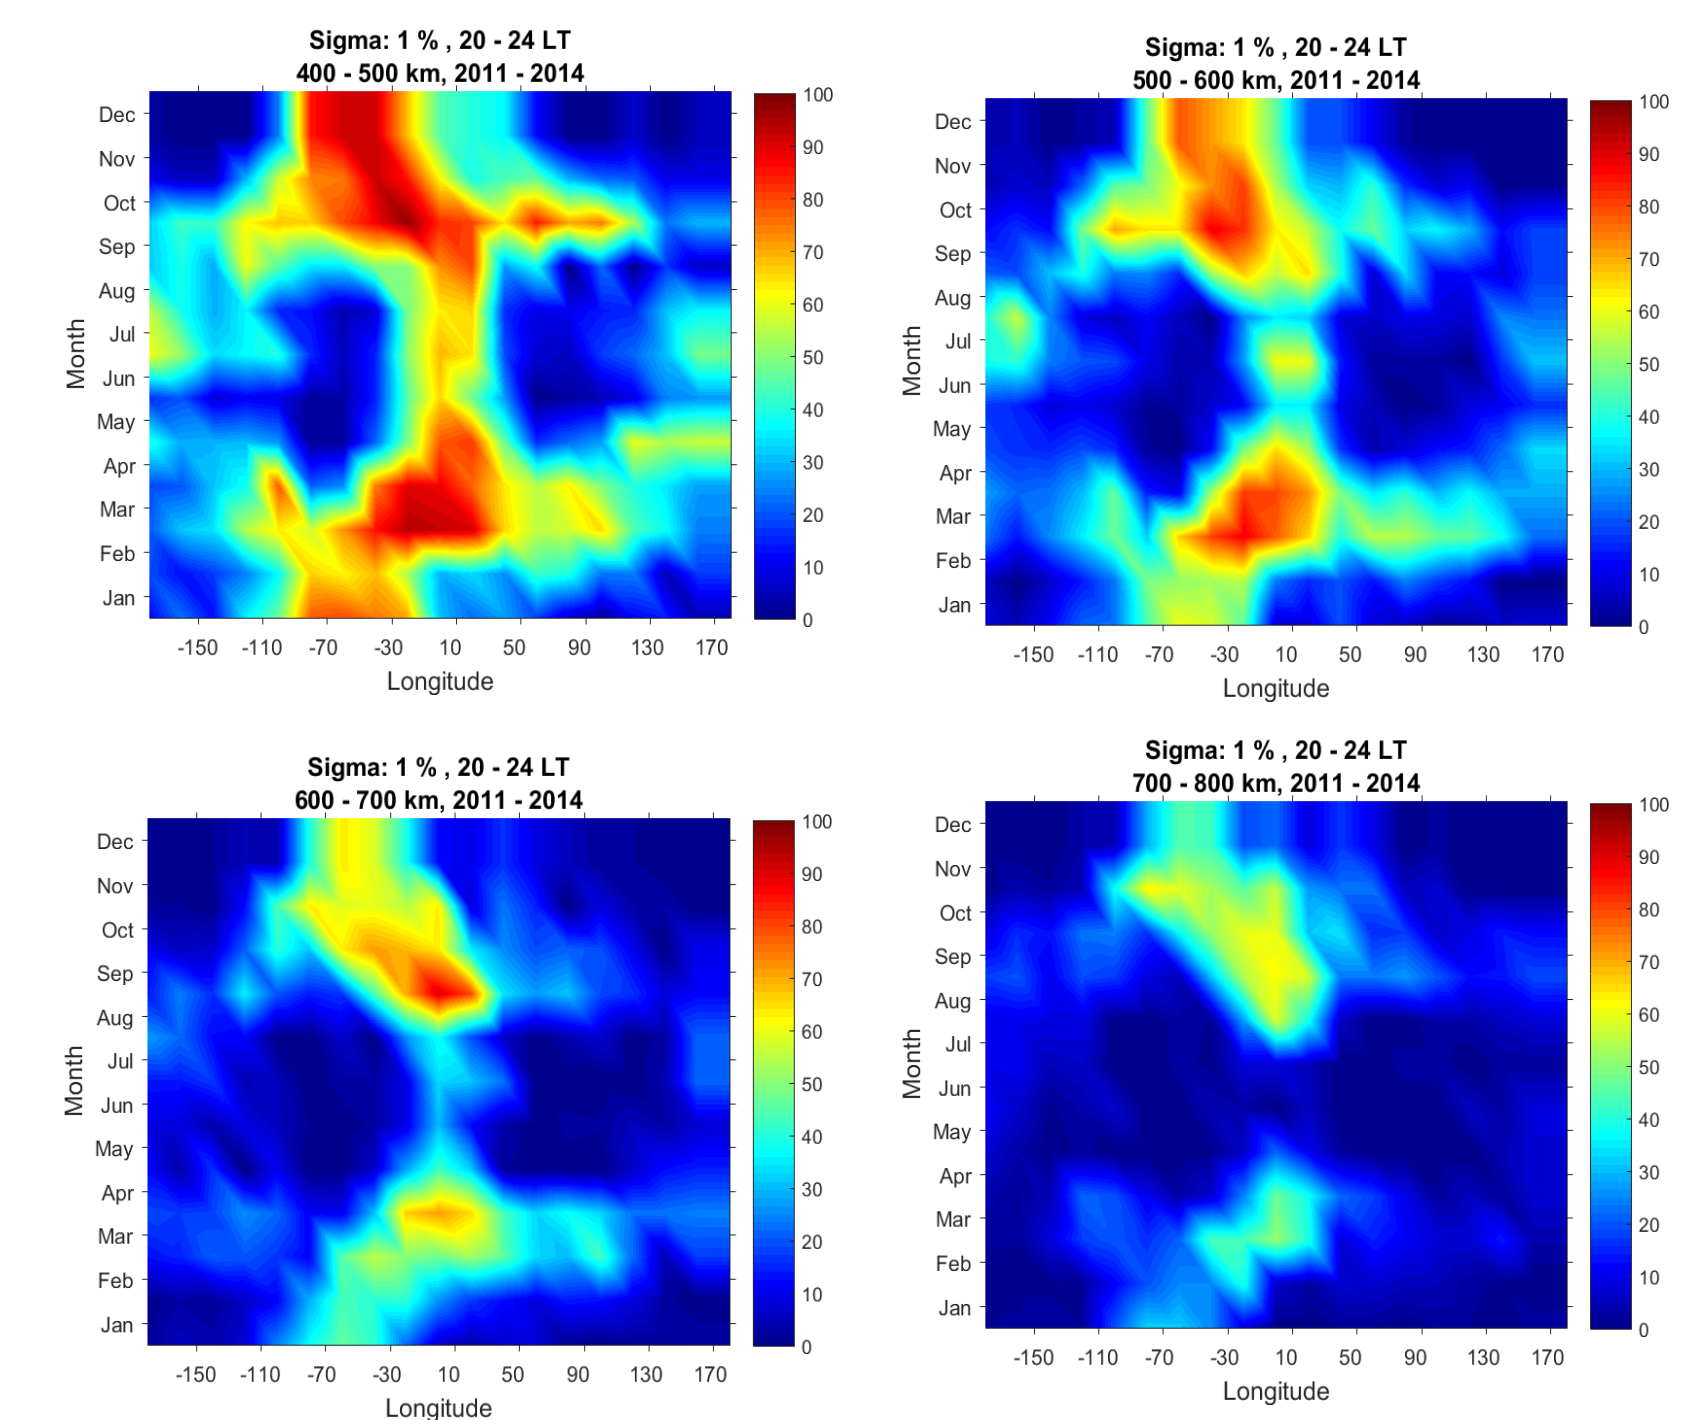 Sigma: 1 % , 20 - 24 LT
400 - 500 km, 2011 - 2014
Dec
Nov
Oct
Sep
Aug
Jul
Jun
May
Apr
Mar
Feb
Jan
Month
-150 -110 -70 -30 10 50 90 130 170
Longitude
100
90
80
70
60
50
40
30
20
10
0
Sigma: 1 % , 20 - 24 LT
500 - 600 km, 2011 - 2014
Dec
Nov
Oct
Sep
Aug
Jul
Jun
May
Apr
Mar
Feb
Jan
Month
-150 -110 -70 -30 10 50 90 130 170
Longitude
100
90
80
70
60
50
40
30
20
10
0
Sigma: 1 % , 20 - 24 LT
600 - 700 km, 2011 - 2014
Dec
Nov
Oct
Sep
Aug
Jul
Jun
May
Apr
Mar
Feb
Jan
Month
-150 -110 -70 -30 10 50 90 130 170
Longitude
100
90
80
70
60
50
40
30
20
10
0
Sigma: 1 % , 20 - 24 LT
700 - 800 km, 2011 - 2014
Dec
Nov
Oct
Sep
Aug
Jul
Jun
May
Apr
Mar
Feb
Jan
Month
-150 -110 -70 -30 10 50 90 130 170
Longitude
100
90
80
70
60
50
40
30
20
10
0